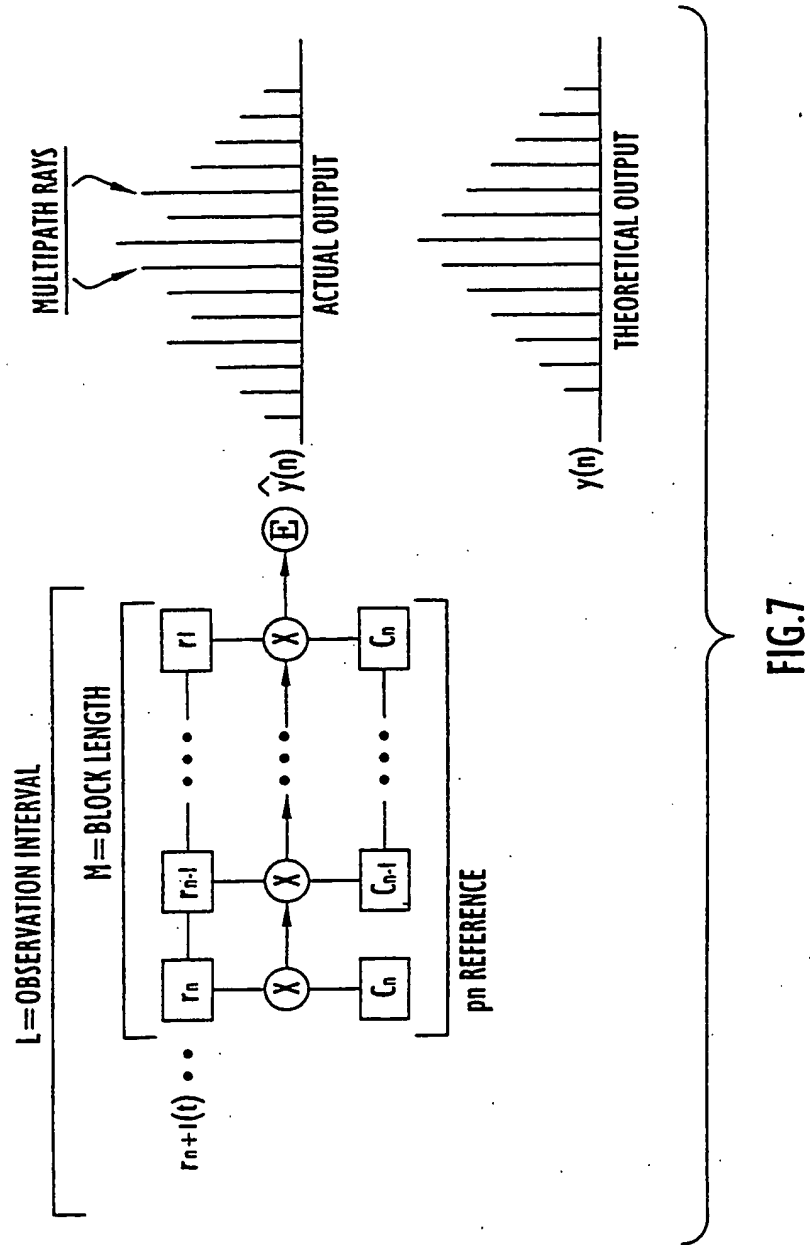 L=OBSERVATION INTERVAL
M=BLOCK LENGTH
rn+1(t) • •
rn
rn-1
• • •
r1
X
X
• • •
X
E
ŷ(n)
Cn
Cn-1
• • •
Cn
pn REFERENCE
MULTIPATH RAYS
ACTUAL OUTPUT
y(n)
THEORETICAL OUTPUT
FIG.7